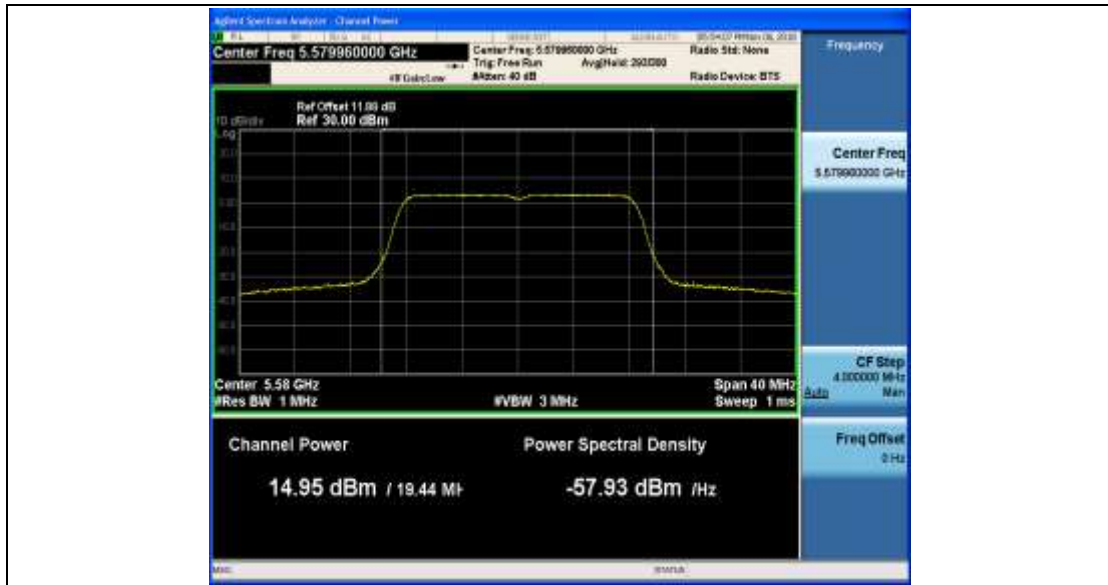 Agilent Spectrum Analyzer - Channel Power
Center Freq 5.579960000 GHz
Center Freq: 5.579960000 GHz
Radio Std: None
Trig: Free Run
Avg|Hold:
#IFGain:Low
#Atten: 40 dB
Radio Device: BTS
Ref Offset 11.88 dB
10 dB/div
Ref 30.00 dBm
Log
Center 5.58 GHz
Span 40 MHz
#Res BW 1 MHz
#VBW 3 MHz
Sweep 1 ms
Channel Power
Power Spectral Density
14.95 dBm / 19.44 MH
-57.93 dBm /Hz
MSG
STATUS
Frequency
Center Freq
5.579960000 GHz
CF Step
4.000000 MHz
Auto
Man
Freq Offset
0 Hz